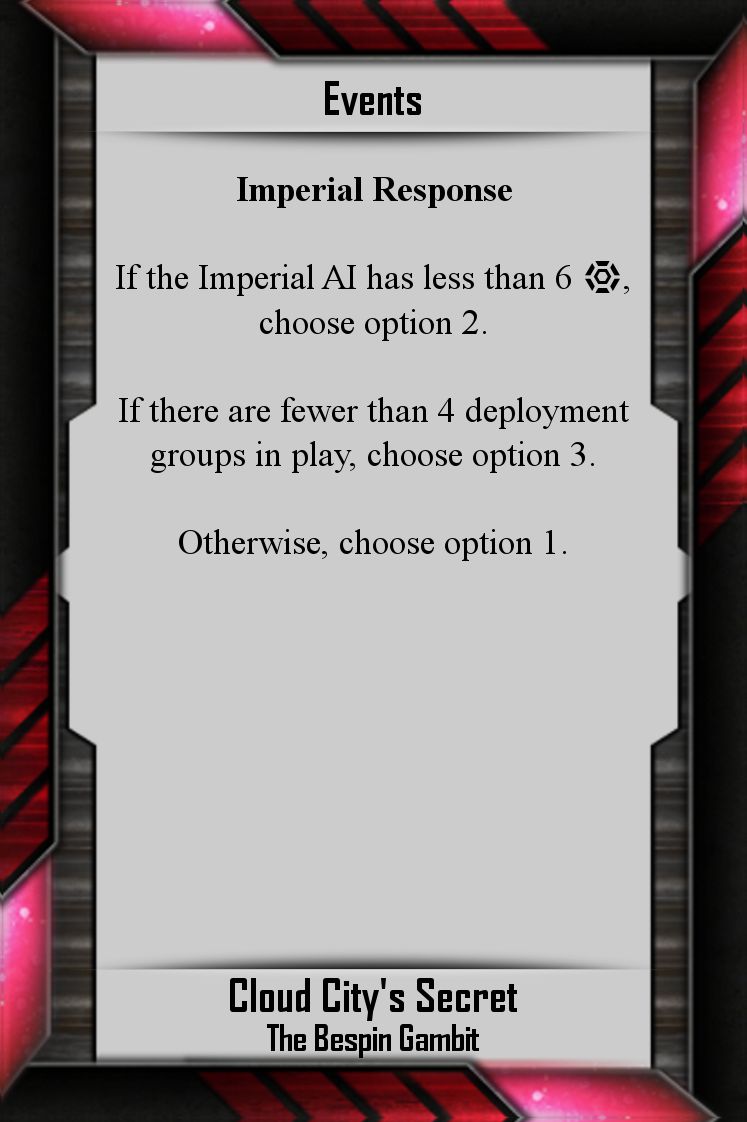 Events
Imperial Response
If the Imperial AI has less than 6 ,
choose option 2.
If there are fewer than 4 deployment
groups in play, choose option 3.
Otherwise, choose option 1.
Cloud City's Secret
The Bespin Gambit